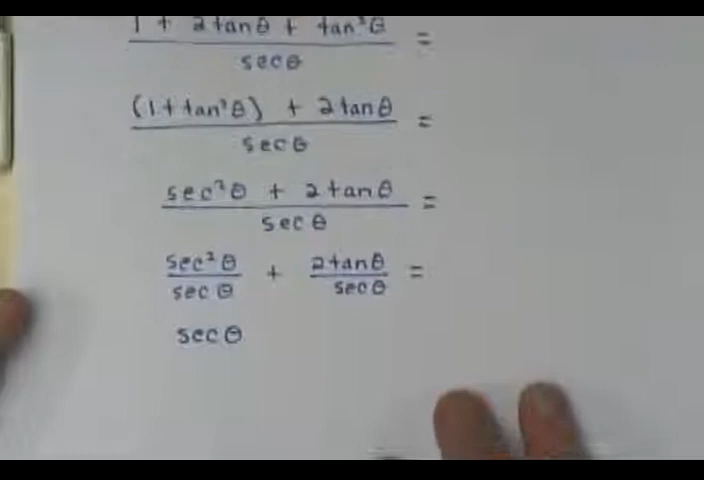 1 + 2tanθ + tan²θ =
secθ
(1 + tan²θ) + 2tanθ =
secθ
sec²θ + 2tanθ =
secθ
sec²θ + 2tanθ =
secθ secθ
secθ